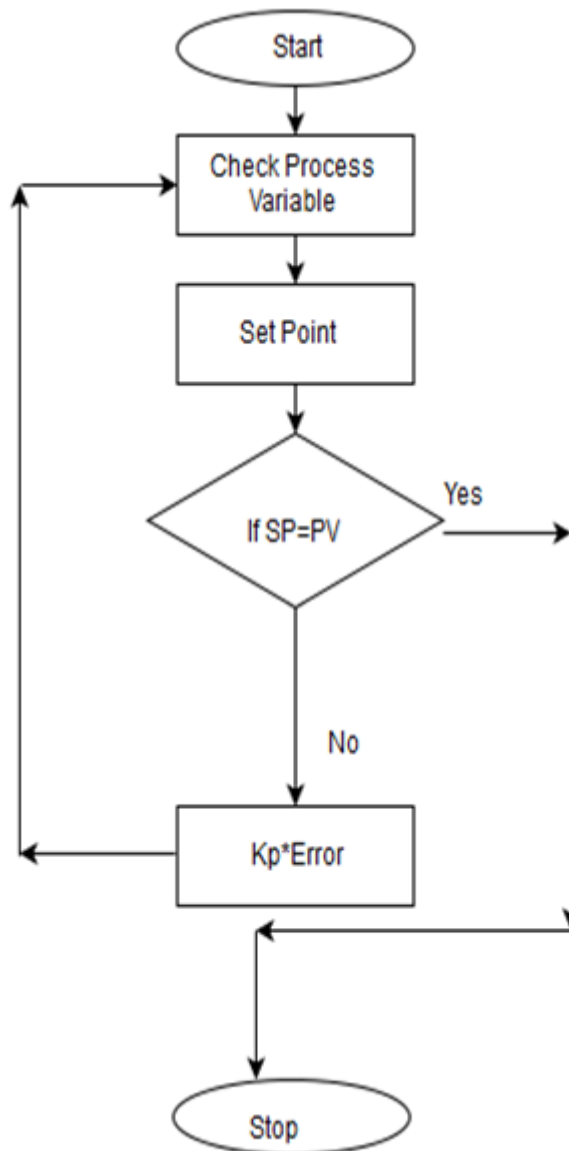 Start
Check Process
Variable
Set Point
If SP=PV
Yes
No
Kp*Error
Stop